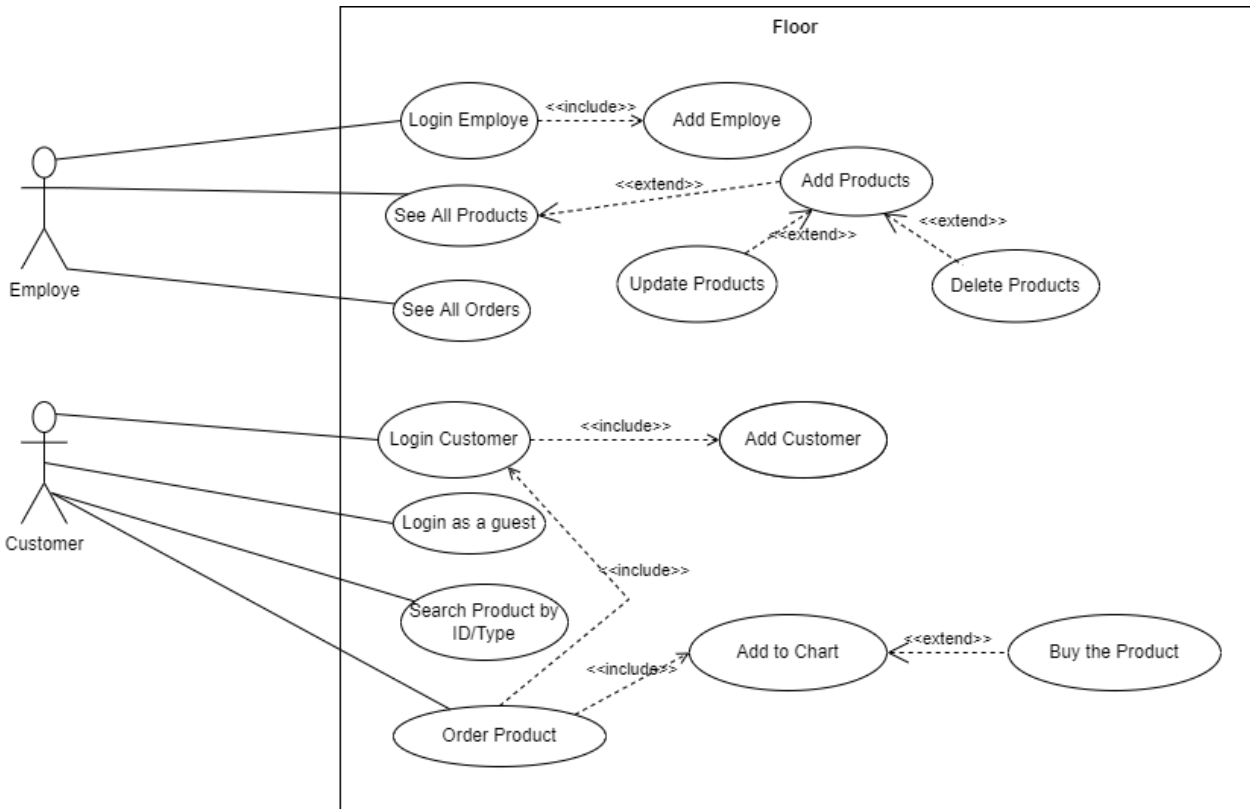 Floor
Login Employe
<<include>>
Add Employe
<<extend>>
Add Products
See All Products
<<extend>>
<<extend>>
Update Products
Delete Products
Employe
See All Orders
Login Customer
<<include>>
Add Customer
Login as a guest
Customer
<<include>>
Search Product by
ID/Type
Add to Chart
<<extend>>
Buy the Product
<<include>>
Order Product